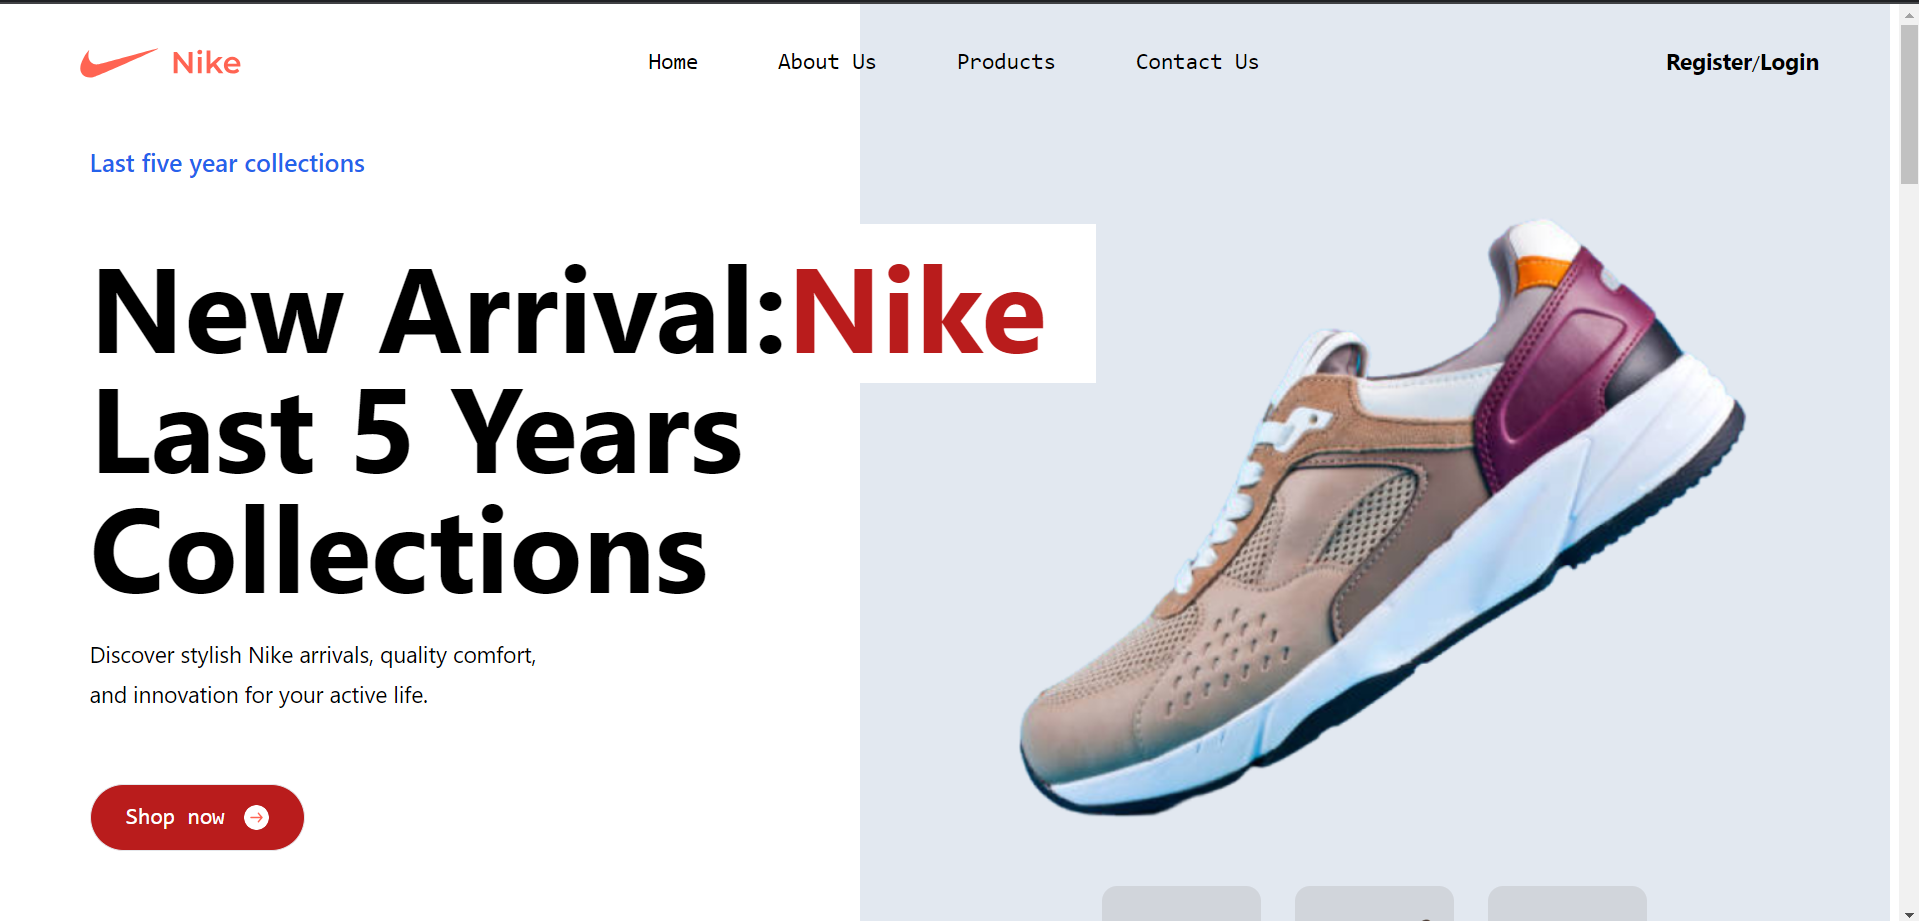 Nike
Home About Us Products Contact Us
Register/Login
Last five year collections
New Arrival:Nike
Last 5 Years
Collections
Discover stylish Nike arrivals, quality comfort,
and innovation for your active life.
Shop now